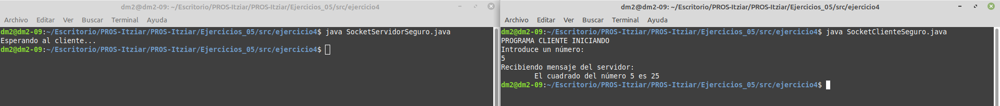 dm2@dm2-09: ~/Escritorio/PROS-Itziar/PROS-Itziar/Ejercicios_05/src/ejercicio4
Archivo Editar Ver Buscar Terminal Ayuda
dm2@dm2-09:~/Escritorio/PROS-Itziar/PROS-Itziar/Ejercicios_05/src/ejercicio4$ java SocketServidorSeguro.java
Esperando al cliente...
dm2@dm2-09:~/Escritorio/PROS-Itziar/PROS-Itziar/Ejercicios_05/src/ejercicio4$
dm2@dm2-09: ~/Escritorio/PROS-Itziar/PROS-Itziar/Ejercicios_05/src/ejercicio4
Archivo Editar Ver Buscar Terminal Ayuda
dm2@dm2-09:~/Escritorio/PROS-Itziar/PROS-Itziar/Ejercicios_05/src/ejercicio4$ java SocketClienteSeguro.java
PROGRAMA CLIENTE INICIANDO
Introduce un número:
5
Recibiendo mensaje del servidor:
El cuadrado del número 5 es 25
dm2@dm2-09:~/Escritorio/PROS-Itziar/PROS-Itziar/Ejercicios_05/src/ejercicio4$